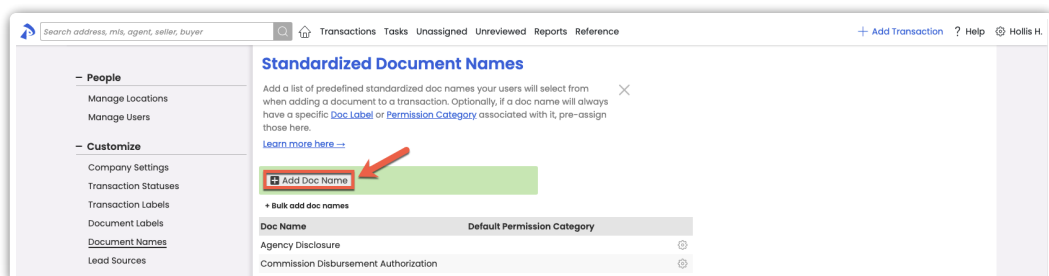 Search address, mls, agent, seller, buyer
Transactions Tasks Unassigned Unreviewed Reports Reference
+ Add Transaction ? Help Hollis H.
− People
Manage Locations
Manage Users
− Customize
Company Settings
Transaction Statuses
Transaction Labels
Document Labels
Document Names
Lead Sources
Standardized Document Names
Add a list of predefined standardized doc names your users will select from
when adding a document to a transaction. Optionally, if a doc name will always
have a specific Doc Label or Permission Category associated with it, pre-assign
those here.
Learn more here →
+ Add Doc Name
+ Bulk add doc names
Doc Name Default Permission Category
Agency Disclosure
Commission Disbursement Authorization